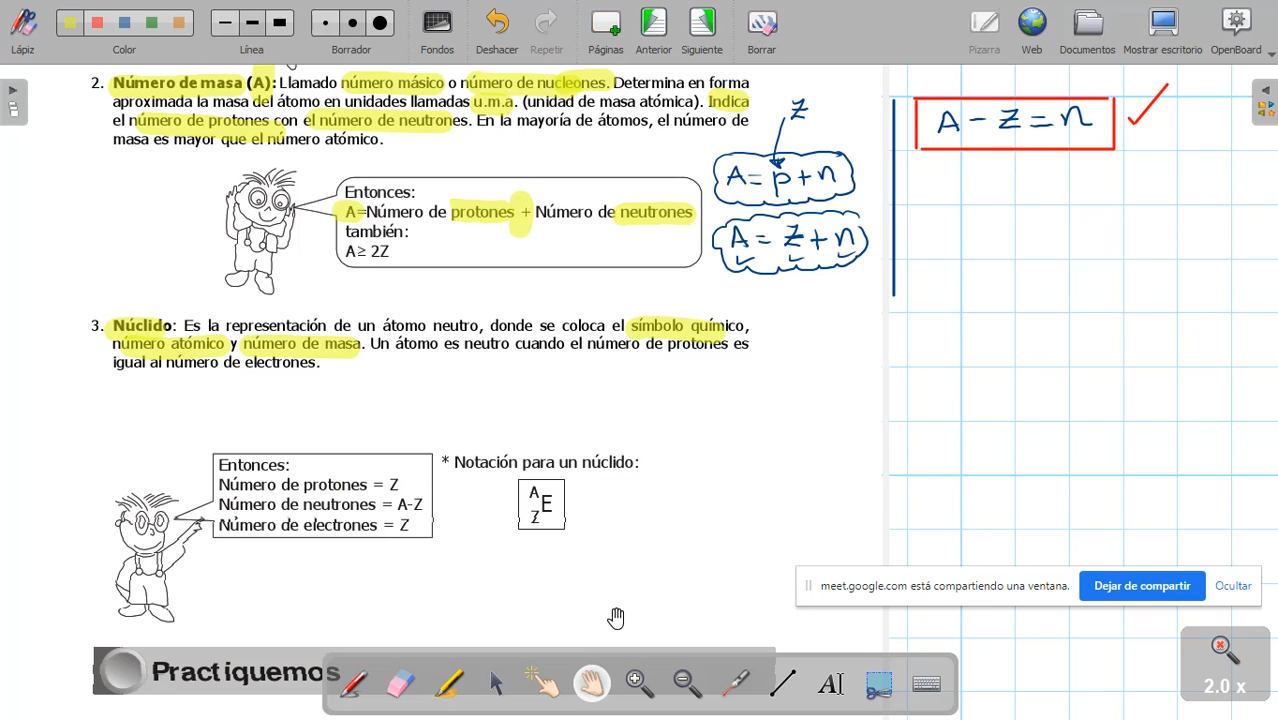 Lápiz
Color
Línea
Borrador
Fondos
Deshacer
Repetir
Páginas
Anterior
Siguiente
Borrar
Pizarra
Web
Documentos
Mostrar escritorio
OpenBoard
2. Número de masa (A): Llamado número másico o número de nucleones. Determina en forma
aproximada la masa del átomo en unidades llamadas u.m.a. (unidad de masa atómica). Indica
el número de protones con el número de neutrones. En la mayoría de átomos, el número de
masa es mayor que el número atómico.
Entonces:
A=Número de protones + Número de neutrones
también:
A≥ 2Z
Z
A = p + n
A = Z + n
A - Z = n
3. Núclido: Es la representación de un átomo neutro, donde se coloca el símbolo químico,
número atómico y número de masa. Un átomo es neutro cuando el número de protones es
igual al número de electrones.
Entonces:
Número de protones = Z
Número de neutrones = A-Z
Número de electrones = Z
* Notación para un núclido:
A
E
Z
meet.google.com está compartiendo una ventana.
Dejar de compartir
Ocultar
Practiquemos
AI
2.0 x